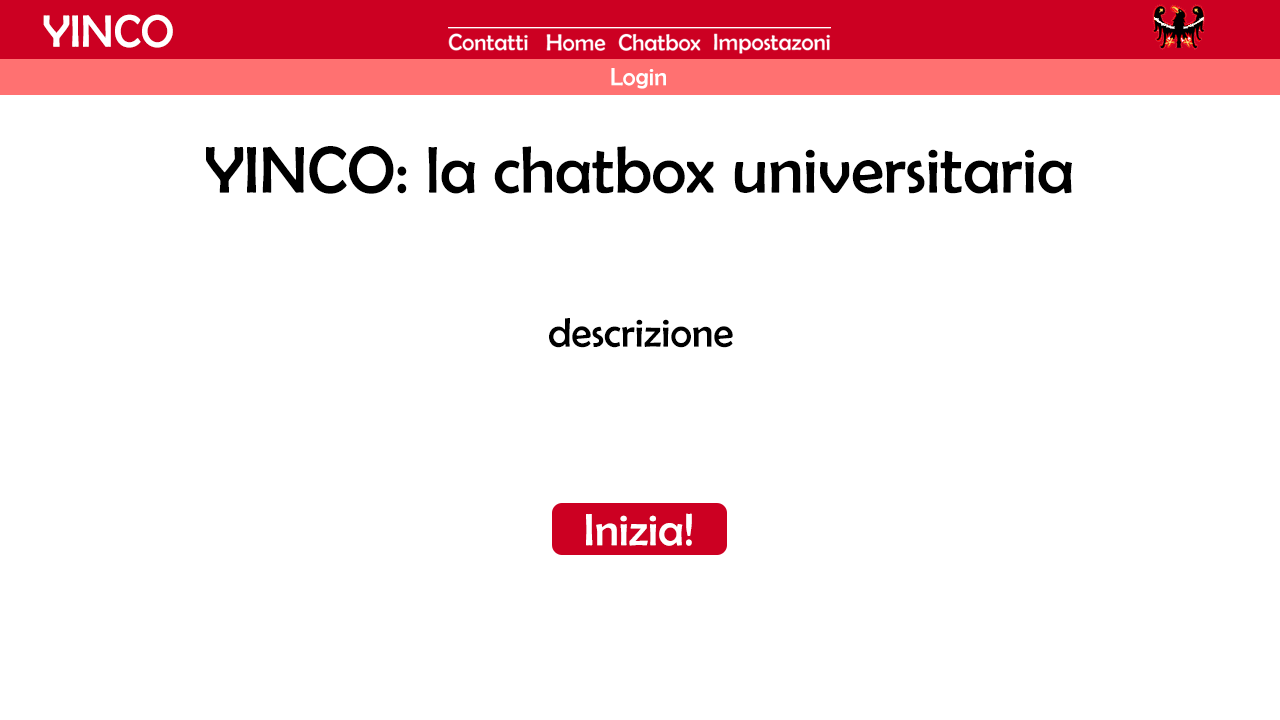 YINCO
Contatti Home Chatbox Impostazoni
Login
YINCO: la chatbox universitaria
descrizione
Inizia!